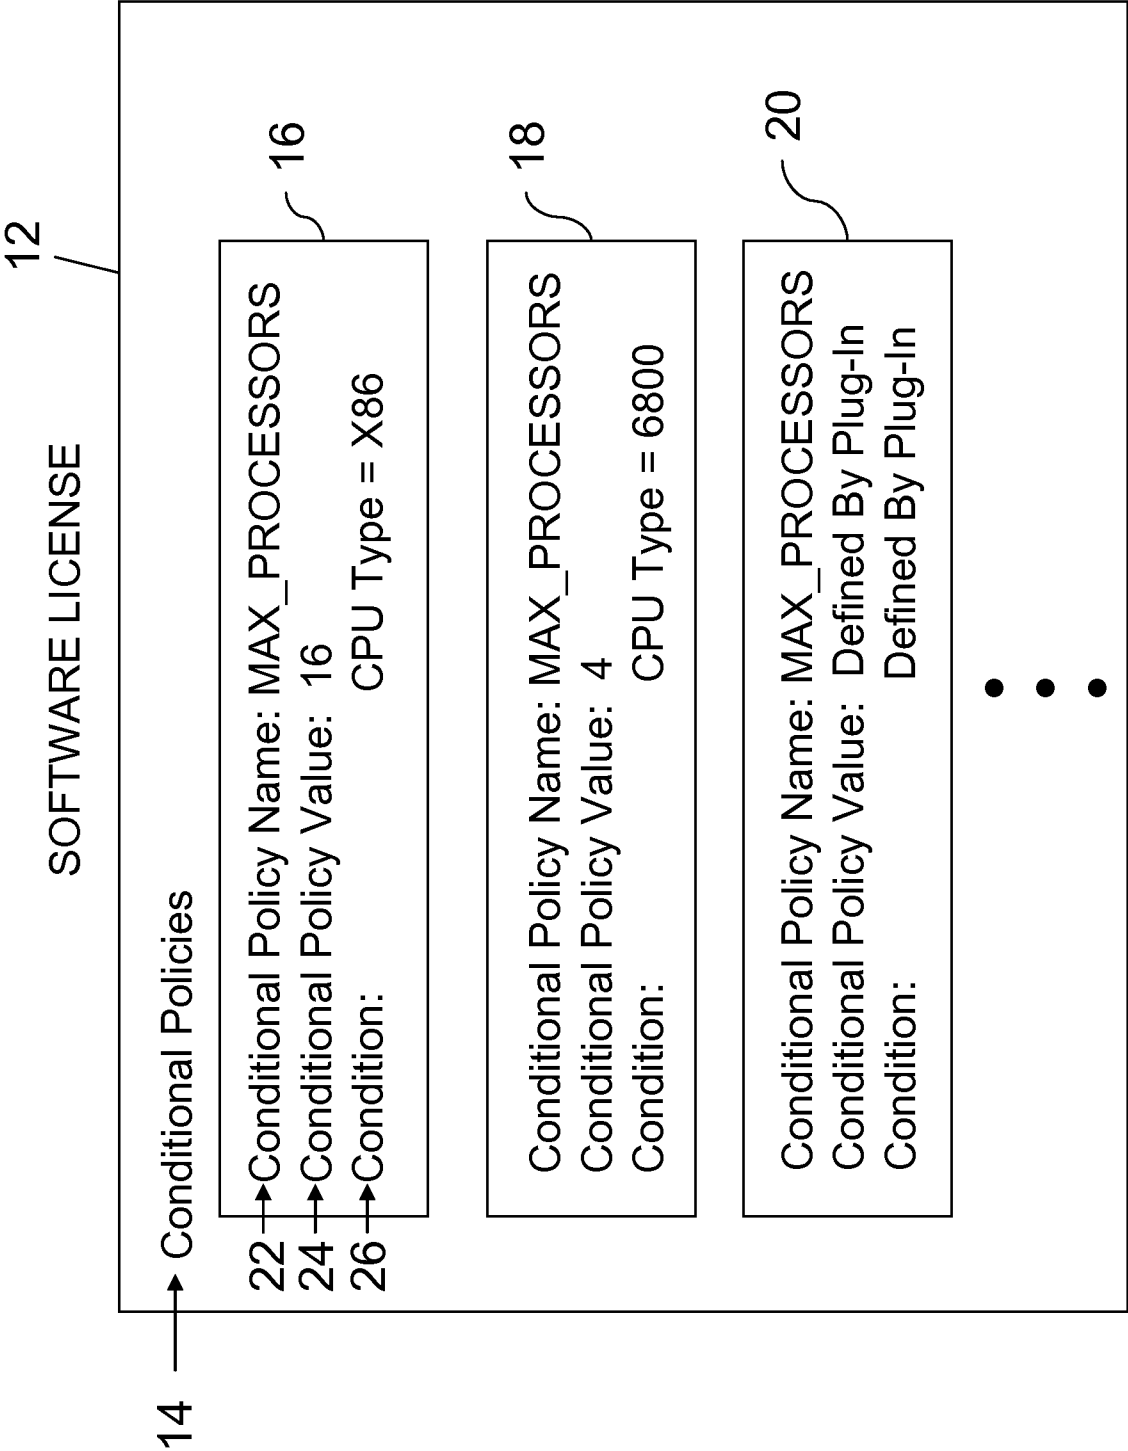 SOFTWARE LICENSE
12
14
Conditional Policies
16
22 Conditional Policy Name: MAX_PROCESSORS
24 Conditional Policy Value: 16
26 Condition: CPU Type = X86
18
Conditional Policy Name: MAX_PROCESSORS
Conditional Policy Value: 4
Condition: CPU Type = 6800
20
Conditional Policy Name: MAX_PROCESSORS
Conditional Policy Value: Defined By Plug-In
Condition: Defined By Plug-In